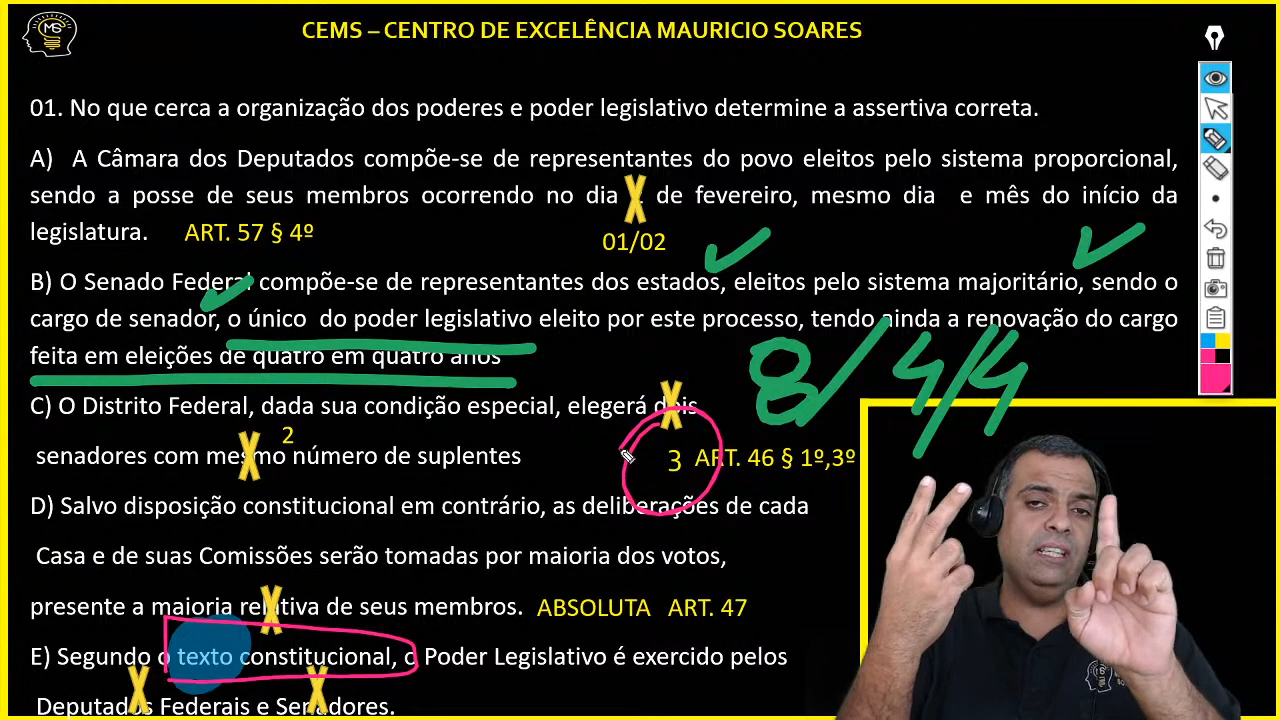 CEMS – CENTRO DE EXCELÊNCIA MAURICIO SOARES
01. No que cerca a organização dos poderes e poder legislativo determine a assertiva correta.
A) A Câmara dos Deputados compõe-se de representantes do povo eleitos pelo sistema proporcional,
sendo a posse de seus membros ocorrendo no dia X de fevereiro, mesmo dia e mês do início da
legislatura. ART. 57 § 4º 01/02
B) O Senado Federal compõe-se de representantes dos estados, eleitos pelo sistema majoritário, sendo o
cargo de senador, o único do poder legislativo eleito por este processo, tendo ainda a renovação do cargo
feita em eleições de quatro em quatro anos
8/4/4
C) O Distrito Federal, dada sua condição especial, elegerá dois
2
senadores com mesmo número de suplentes 3 ART. 46 § 1º,3º
D) Salvo disposição constitucional em contrário, as deliberações de cada
Casa e de suas Comissões serão tomadas por maioria dos votos,
presente a maioria relativa de seus membros. ABSOLUTA ART. 47
E) Segundo o texto constitucional, o Poder Legislativo é exercido pelos
Deputados Federais e Senadores.